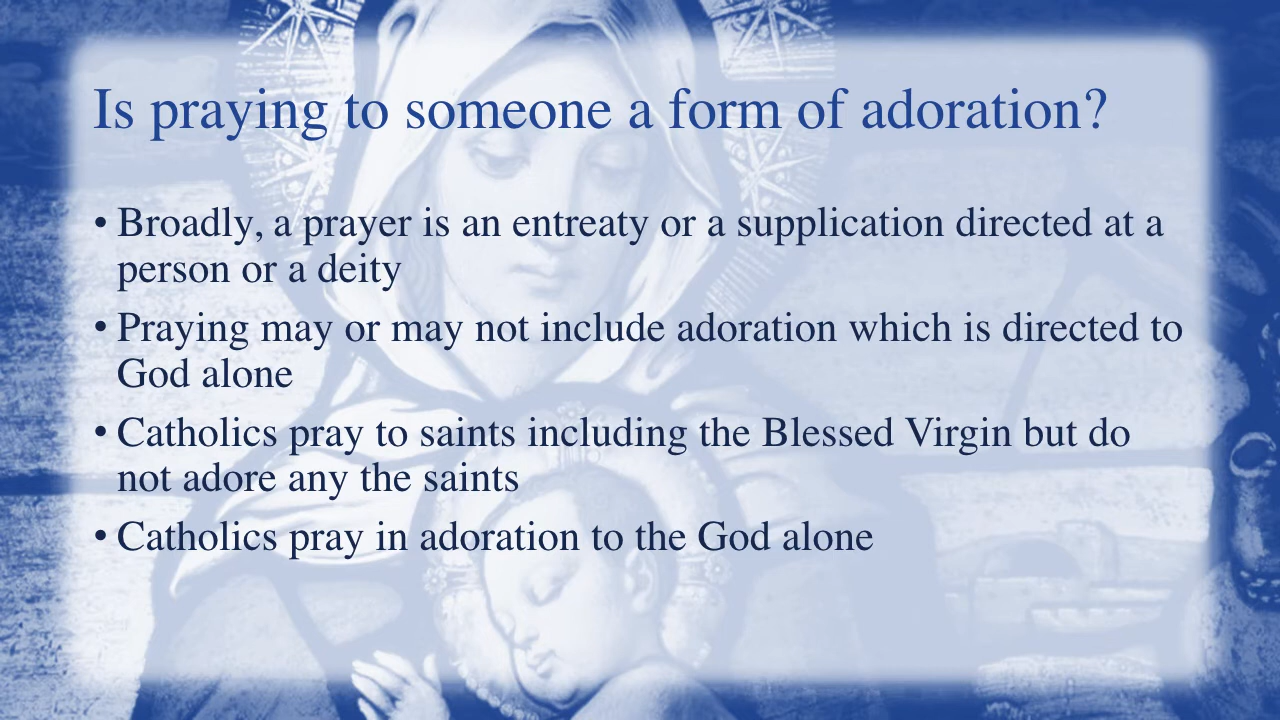 Is praying to someone a form of adoration?
• Broadly, a prayer is an entreaty or a supplication directed at a
person or a deity
• Praying may or may not include adoration which is directed to
God alone
• Catholics pray to saints including the Blessed Virgin but do
not adore any the saints
• Catholics pray in adoration to the God alone